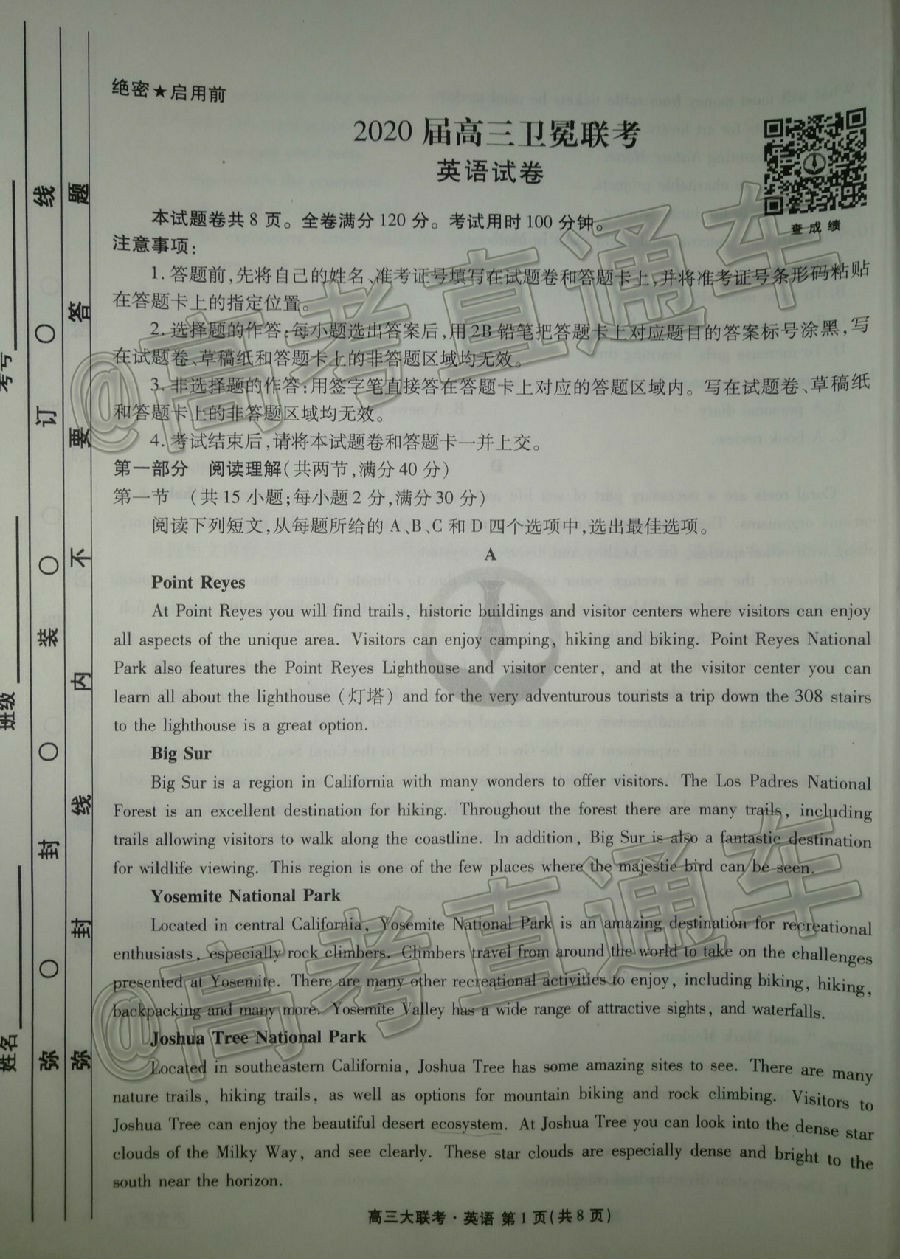 绝密★启用前
2020届高三卫冕联考
英语试卷
查成绩
本试题卷共8页。全卷满分120分。考试用时100分钟。
注意事项:
1.答题前,先将自己的姓名、准考证号填写在试题卷和答题卡上,并将准考证号条形码粘贴
在答题卡上的指定位置。
2.选择题的作答:每小题选出答案后,用2B铅笔把答题卡上对应题目的答案标号涂黑,写
在试题卷、草稿纸和答题卡上的非答题区域均无效。
3.非选择题的作答:用签字笔直接答在答题卡上对应的答题区域内。写在试题卷、草稿纸
和答题卡上的非答题区域均无效。
4.考试结束后,请将本试题卷和答题卡一并上交。
第一部分 阅读理解(共两节,满分40分)
第一节 (共15小题;每小题2分,满分30分)
阅读下列短文,从每题所给的A、B、C和D四个选项中,选出最佳选项。
A
Point Reyes
At Point Reyes you will find trails, historic buildings and visitor centers where visitors can enjoy
all aspects of the unique area. Visitors can enjoy camping, hiking and biking. Point Reyes National
Park also features the Point Reyes Lighthouse and visitor center, and at the visitor center you can
learn all about the lighthouse (灯塔) and for the very adventurous tourists a trip down the 308 stairs
to the lighthouse is a great option.
Big Sur
Big Sur is a region in California with many wonders to offer visitors. The Los Padres National
Forest is an excellent destination for hiking. Throughout the forest there are many trails, including
trails allowing visitors to walk along the coastline. In addition, Big Sur is also a fantastic destination
for wildlife viewing. This region is one of the few places where the majestic bird can be seen.
Yosemite National Park
Located in central California, Yosemite National Park is an amazing destination for recreational
enthusiasts, especially rock climbers. Climbers travel from around the world to take on the challenges
presented at Yosemite. There are many other recreational activities to enjoy, including biking, hiking,
backpacking and many more. Yosemite Valley has a wide range of attractive sights, and waterfalls.
Joshua Tree National Park
Located in southeastern California, Joshua Tree has some amazing sites to see. There are many
nature trails, hiking trails, as well as options for mountain biking and rock climbing. Visitors to
Joshua Tree can enjoy the beautiful desert ecosystem. At Joshua Tree you can look into the dense star
clouds of the Milky Way, and see clearly. These star clouds are especially dense and bright to the
south near the horizon.
高三大联考·英语 第1页(共8页)
姓名
班级
考号
弥 封 装 订 线
弥 封 线 内 不 要 答 题
@高考直通车
@高考直通车